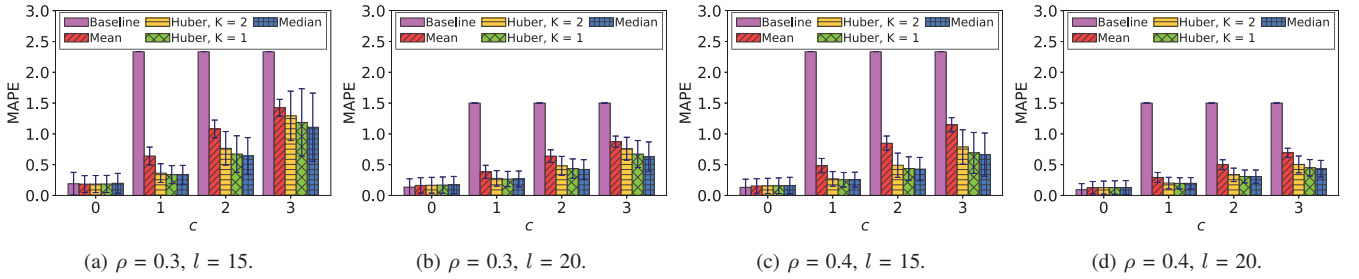 3.0
2.5
2.0
1.5
1.0
0.5
0.0
MAPE
Baseline
Mean
Huber, K = 2
Huber, K = 1
Median
0 1 2 3
c
(a) ρ = 0.3, l = 15.
3.0
2.5
2.0
1.5
1.0
0.5
0.0
MAPE
Baseline
Mean
Huber, K = 2
Huber, K = 1
Median
0 1 2 3
c
(b) ρ = 0.3, l = 20.
3.0
2.5
2.0
1.5
1.0
0.5
0.0
MAPE
Baseline
Mean
Huber, K = 2
Huber, K = 1
Median
0 1 2 3
c
(c) ρ = 0.4, l = 15.
3.0
2.5
2.0
1.5
1.0
0.5
0.0
MAPE
Baseline
Mean
Huber, K = 2
Huber, K = 1
Median
0 1 2 3
c
(d) ρ = 0.4, l = 20.